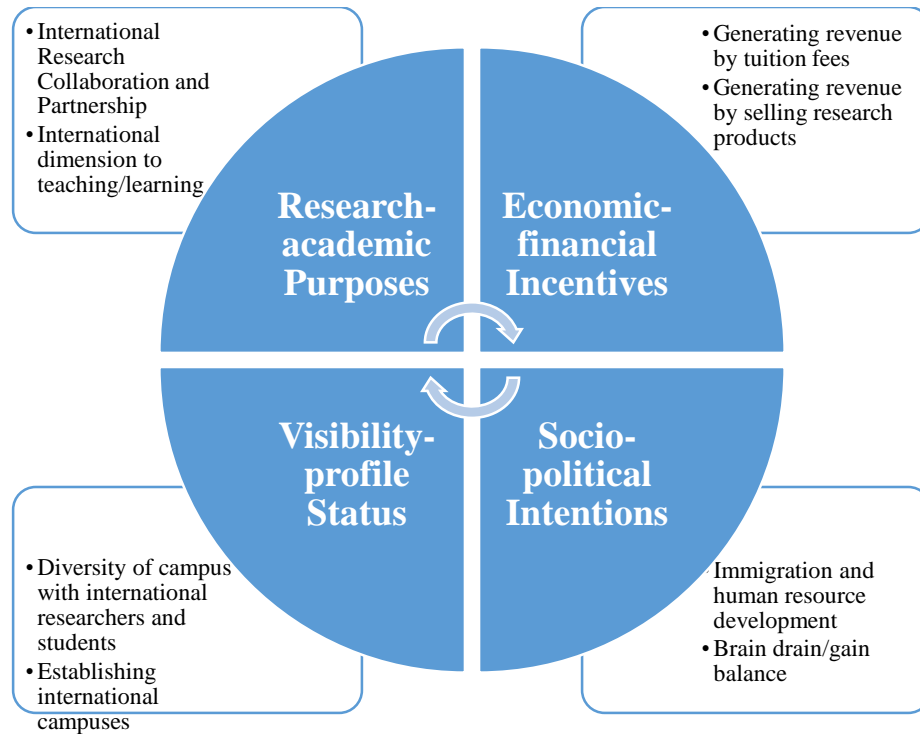 • International
Research
Collaboration and
Partnership
• International
dimension to
teaching/learning
• Generating revenue
by tuition fees
• Generating revenue
by selling research
products
Research-
academic
Purposes
Economic-
financial
Incentives
Visibility-
profile
Status
Socio-
political
Intentions
• Diversity of campus
with international
researchers and
students
• Establishing
international
campuses
• Immigration and
human resource
development
• Brain drain/gain
balance